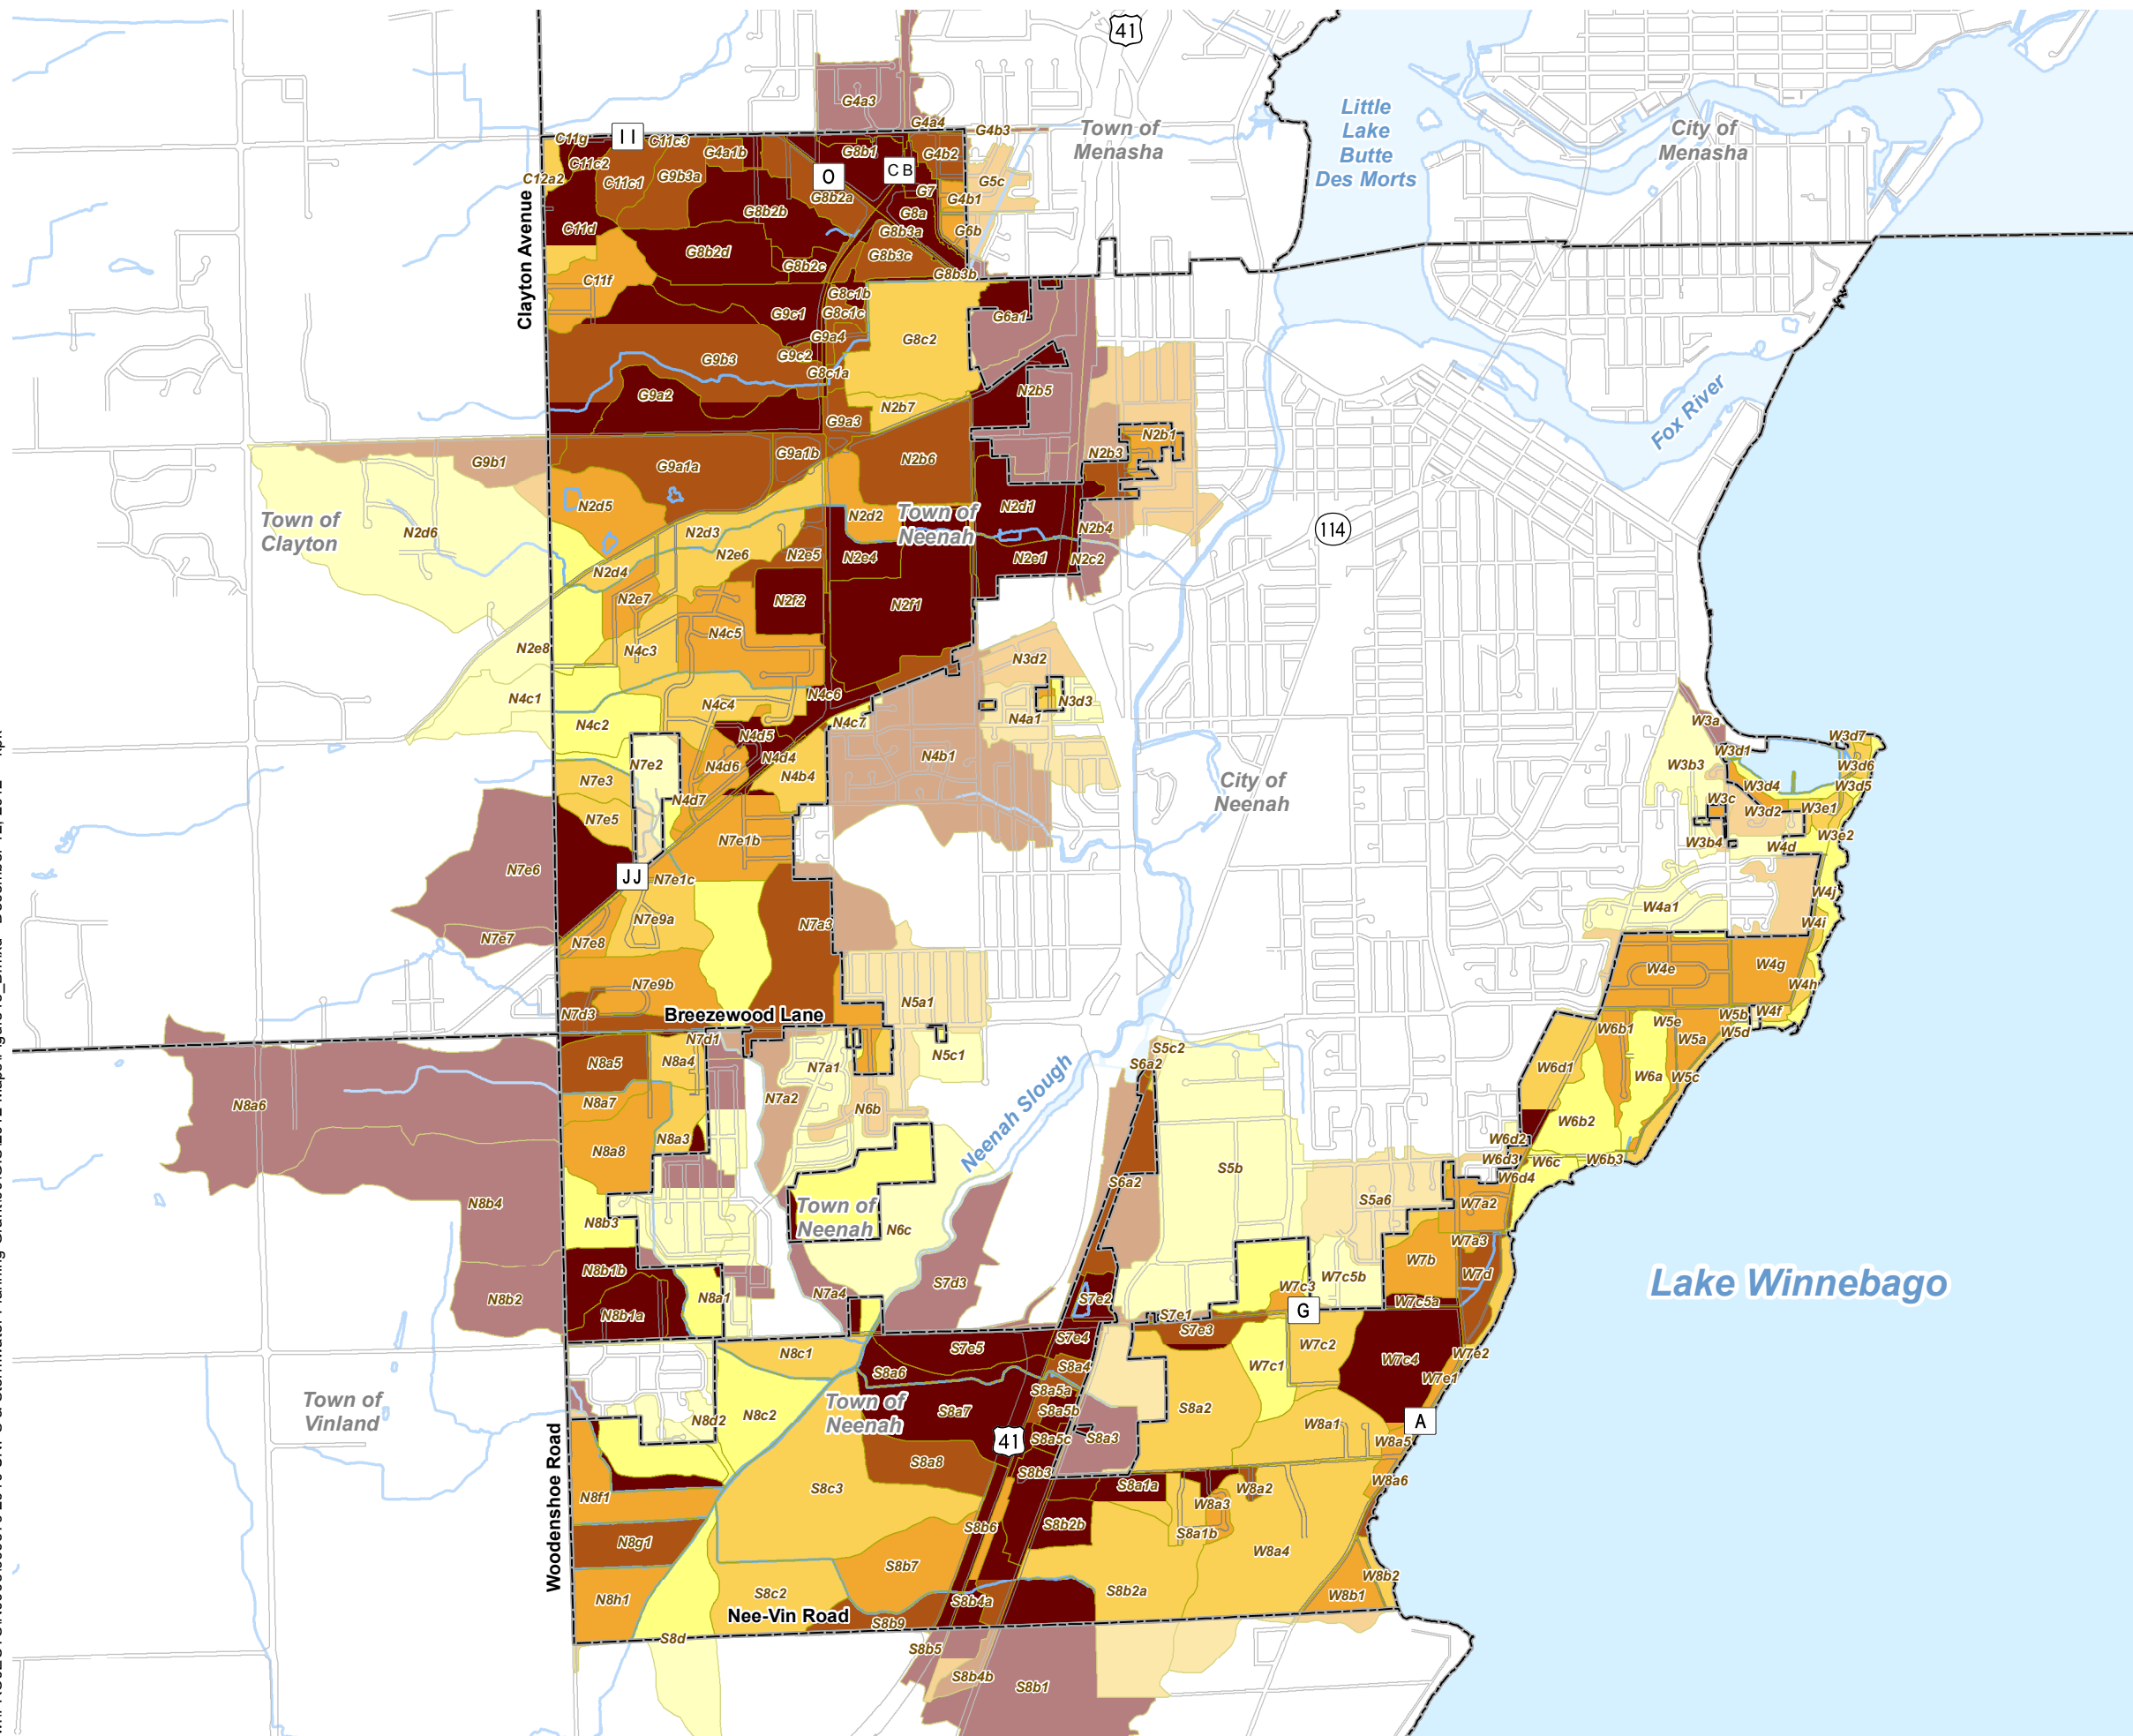 41
Little
Lake
Butte
Des Morts
Town of
Menasha
City of
Menasha
G4a3
G4a4
G4b3
C11g
II
C11c3
G4a1b
G8b1
CB
G4b2
C11c2
C12a2
C11c1
G9b3a
O
G8b2a
G7
G5c
G4b1
C11d
G8b2b
G8a
G8b3a
G6b
Clayton Avenue
G8b2d
G8b2c
G8b3c
G8b3b
C11f
G8c1b
G9c1
G8c1c
G6a1
G9a4
G8c2
G9b3
G9c2
G8c1a
G9a2
N2b5
N2b7
G9a3
Fox River
N2b1
N2b3
G9b1
G9a1a
G9a1b
N2b6
N2d5
N2d1
Town of
Clayton
N2d6
N2d3
N2d2
Town of
Neenah
N2b4
114
N2e6
N2e5
N2e4
N2e1
N2c2
N2d4
N2e7
N2f2
N2f1
N4c5
N2e8
N4c3
N3d2
N4c1
N4c2
N4c4
N4c6
N3d3
N4a1
N4c7
N4d5
N4d4
N4b1
N7e2
N4d6
N4b4
N7e3
City of
Neenah
N4d7
N7e5
N7e1b
W3a
W3d7
W3d1
W3b3
W3d6
W3d4
W3d5
W3c
W3d2
W3e1
W3e2
W3b4
W4d
N7e6
JJ
N7e1c
W4j
W4a1
N7e9a
N7a3
W4i
N7e7
N7e8
W4e
W4g
N7e9b
W4h
N7d3
Breezewood Lane
N5a1
W5b
W4f
W6b1
W5e
W5d
W5a
N7d1
N8a5
N8a4
N7a1
N5c1
Neenah Slough
S5c2
S6a2
W6d1
W6a
W5c
N8a6
N8a7
N7a2
N6b
W6b2
N8a8
N8a3
W6d2
W6d3
W6c
W6b3
S5b
S6a2
W6d4
S5a6
W7a2
N8b4
N8b3
Town of
Neenah
N6c
W7a3
W7b
N8b1b
W7d
Lake Winnebago
N8b2
N8a1
N7a4
S7d3
S7e2
W7c3
W7c5b
N8b1a
S7e1
G
W7c5a
S7e3
N8c1
S7e5
S7e4
W7c2
W7c4
W7e2
W7c1
S8a6
S8a4
W7e1
Town of
Vinland
N8d2
N8c2
Town of
Neenah
S8a7
S8a5a
S8a5b
S8a2
W8a1
A
41
S8a5c
S8a3
W8a5
Woodenshoe Road
S8a8
S8b3
S8a1a
W8a2
W8a6
N8f1
S8c3
W8a3
S8b6
S8b2b
S8a1b
N8g1
W8a4
S8b7
N8h1
S8c2
S8b4a
S8b2a
W8b2
W8b1
Nee-Vin Road
S8b9
S8d
S8b5
S8b4b
S8b1